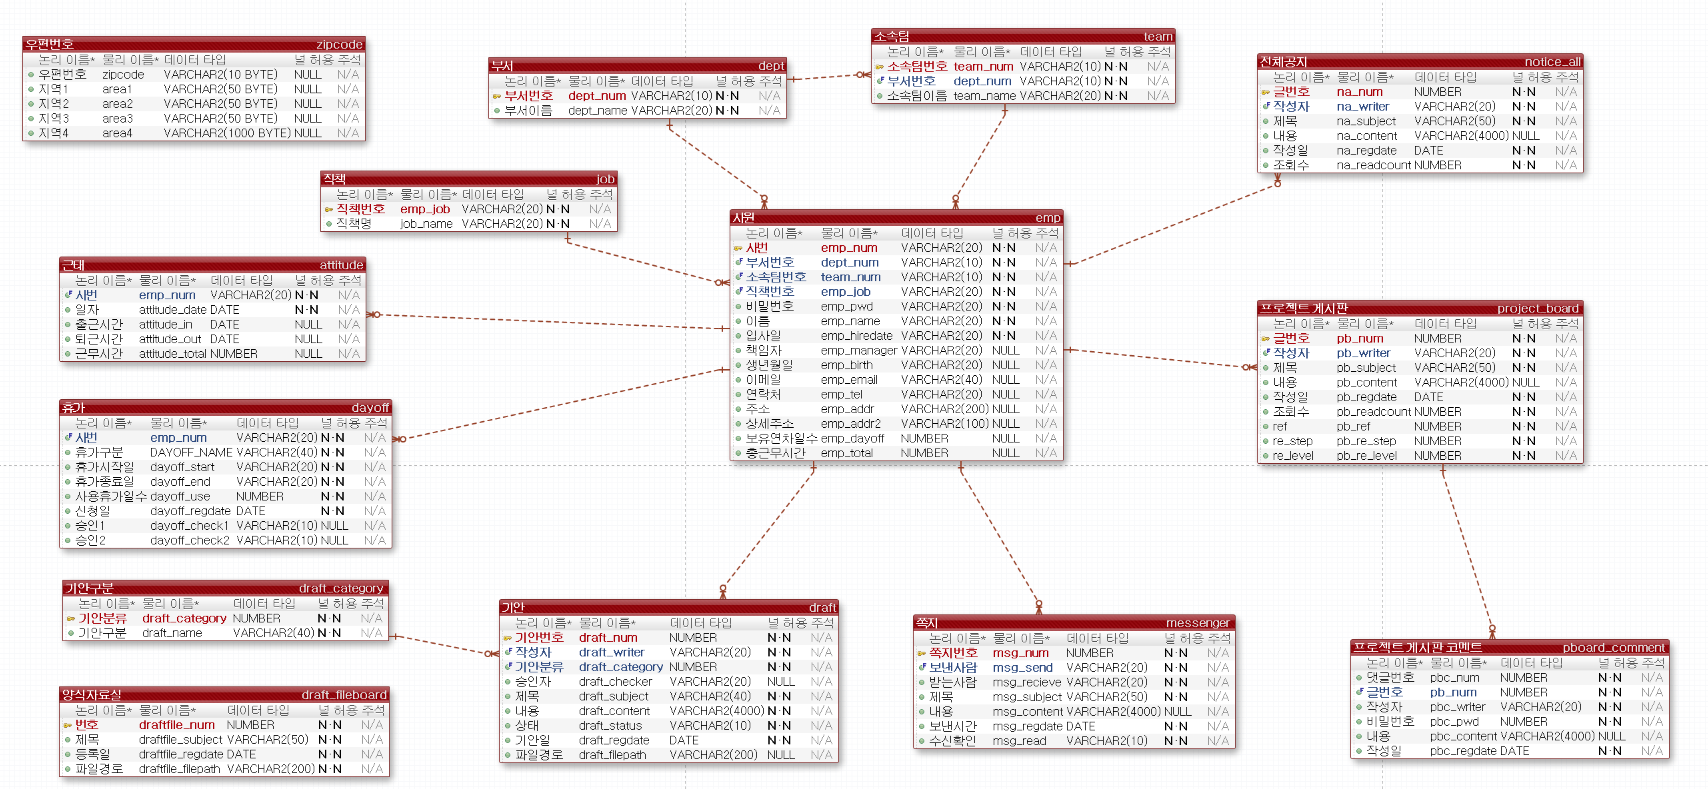 우편번호 zipcode
논리 이름* 물리 이름* 데이터 타입 널 허용 주석
우편번호 zipcode VARCHAR2(10 BYTE) NULL N/A
지역1 area1 VARCHAR2(50 BYTE) NULL N/A
지역2 area2 VARCHAR2(50 BYTE) NULL N/A
지역3 area3 VARCHAR2(50 BYTE) NULL N/A
지역4 area4 VARCHAR2(1000 BYTE) NULL N/A
부서 dept
논리 이름* 물리 이름* 데이터 타입 널 허용 주석
부서번호 dept_num VARCHAR2(10) N·N N/A
부서이름 dept_name VARCHAR2(20) N·N N/A
소속팀 team
논리 이름* 물리 이름* 데이터 타입 널 허용 주석
소속팀번호 team_num VARCHAR2(10) N·N N/A
부서번호 dept_num VARCHAR2(10) N·N N/A
소속팀이름 team_name VARCHAR2(20) N·N N/A
전체공지 notice_all
논리 이름* 물리 이름* 데이터 타입 널 허용 주석
글번호 na_num NUMBER N·N N/A
작성자 na_writer VARCHAR2(20) N·N N/A
제목 na_subject VARCHAR2(50) N·N N/A
내용 na_content VARCHAR2(4000) NULL N/A
작성일 na_regdate DATE N·N N/A
조회수 na_readcount NUMBER N·N N/A
직책 job
논리 이름* 물리 이름* 데이터 타입 널 허용 주석
직책번호 emp_job VARCHAR2(20) N·N N/A
직책명 job_name VARCHAR2(20) N·N N/A
사원 emp
논리 이름* 물리 이름* 데이터 타입 널 허용 주석
사번 emp_num VARCHAR2(20) N·N N/A
부서번호 dept_num VARCHAR2(10) N·N N/A
소속팀번호 team_num VARCHAR2(10) N·N N/A
직책번호 emp_job VARCHAR2(20) N·N N/A
비밀번호 emp_pwd VARCHAR2(20) N·N N/A
이름 emp_name VARCHAR2(20) N·N N/A
입사일 emp_hiredate VARCHAR2(20) N·N N/A
책임자 emp_manager VARCHAR2(20) NULL N/A
생년월일 emp_birth VARCHAR2(20) NULL N/A
이메일 emp_email VARCHAR2(40) NULL N/A
연락처 emp_tel VARCHAR2(20) NULL N/A
주소 emp_addr VARCHAR2(200) NULL N/A
상세주소 emp_addr2 VARCHAR2(100) NULL N/A
보유연차일수 emp_dayoff NUMBER NULL N/A
총근무시간 emp_total NUMBER NULL N/A
근태 attitude
논리 이름* 물리 이름* 데이터 타입 널 허용 주석
사번 emp_num VARCHAR2(20) N·N N/A
일자 attitude_date DATE N·N N/A
출근시간 attitude_in DATE NULL N/A
퇴근시간 attitude_out DATE NULL N/A
근무시간 attitude_total NUMBER NULL N/A
프로젝트 게시판 project_board
논리 이름* 물리 이름* 데이터 타입 널 허용 주석
글번호 pb_num NUMBER N·N N/A
작성자 pb_writer VARCHAR2(20) N·N N/A
제목 pb_subject VARCHAR2(50) N·N N/A
내용 pb_content VARCHAR2(4000) NULL N/A
작성일 pb_regdate DATE N·N N/A
조회수 pb_readcount NUMBER N·N N/A
ref pb_ref NUMBER N·N N/A
re_step pb_re_step NUMBER N·N N/A
re_level pb_re_level NUMBER N·N N/A
휴가 dayoff
논리 이름* 물리 이름* 데이터 타입 널 허용 주석
사번 emp_num VARCHAR2(20) N·N N/A
휴가구분 DAYOFF_NAME VARCHAR2(40) N·N N/A
휴가시작일 dayoff_start VARCHAR2(20) N·N N/A
휴가종료일 dayoff_end VARCHAR2(20) N·N N/A
사용휴가일수 dayoff_use NUMBER N·N N/A
신청일 dayoff_regdate DATE N·N N/A
승인1 dayoff_check1 VARCHAR2(10) NULL N/A
승인2 dayoff_check2 VARCHAR2(10) NULL N/A
기안구분 draft_category
논리 이름* 물리 이름* 데이터 타입 널 허용 주석
기안분류 draft_category NUMBER N·N N/A
기안구분 draft_name VARCHAR2(40) N·N N/A
기안 draft
논리 이름* 물리 이름* 데이터 타입 널 허용 주석
기안번호 draft_num NUMBER N·N N/A
작성자 draft_writer VARCHAR2(20) N·N N/A
기안분류 draft_category NUMBER N·N N/A
승인자 draft_checker VARCHAR2(20) NULL N/A
제목 draft_subject VARCHAR2(40) N·N N/A
내용 draft_content VARCHAR2(4000) N·N N/A
상태 draft_status VARCHAR2(10) N·N N/A
기안일 draft_regdate DATE N·N N/A
파일경로 draft_filepath VARCHAR2(200) NULL N/A
쪽지 messenger
논리 이름* 물리 이름* 데이터 타입 널 허용 주석
쪽지번호 msg_num NUMBER N·N N/A
보낸사람 msg_send VARCHAR2(20) N·N N/A
받는사람 msg_recieve VARCHAR2(20) N·N N/A
제목 msg_subject VARCHAR2(50) N·N N/A
내용 msg_content VARCHAR2(4000) NULL N/A
보낸시간 msg_regdate DATE N·N N/A
수신확인 msg_read VARCHAR2(10) N·N N/A
프로젝트 게시판 코멘트 pboard_comment
논리 이름* 물리 이름* 데이터 타입 널 허용 주석
댓글번호 pbc_num NUMBER N·N N/A
글번호 pb_num NUMBER N·N N/A
작성자 pbc_writer VARCHAR2(20) N·N N/A
비밀번호 pbc_pwd NUMBER N·N N/A
내용 pbc_content VARCHAR2(4000) NULL N/A
작성일 pbc_regdate DATE N·N N/A
양식자료실 draft_fileboard
논리 이름* 물리 이름* 데이터 타입 널 허용 주석
번호 draftfile_num NUMBER N·N N/A
제목 draftfile_subject VARCHAR2(50) N·N N/A
등록일 draftfile_regdate DATE N·N N/A
파일경로 draftfile_filepath VARCHAR2(200) N·N N/A